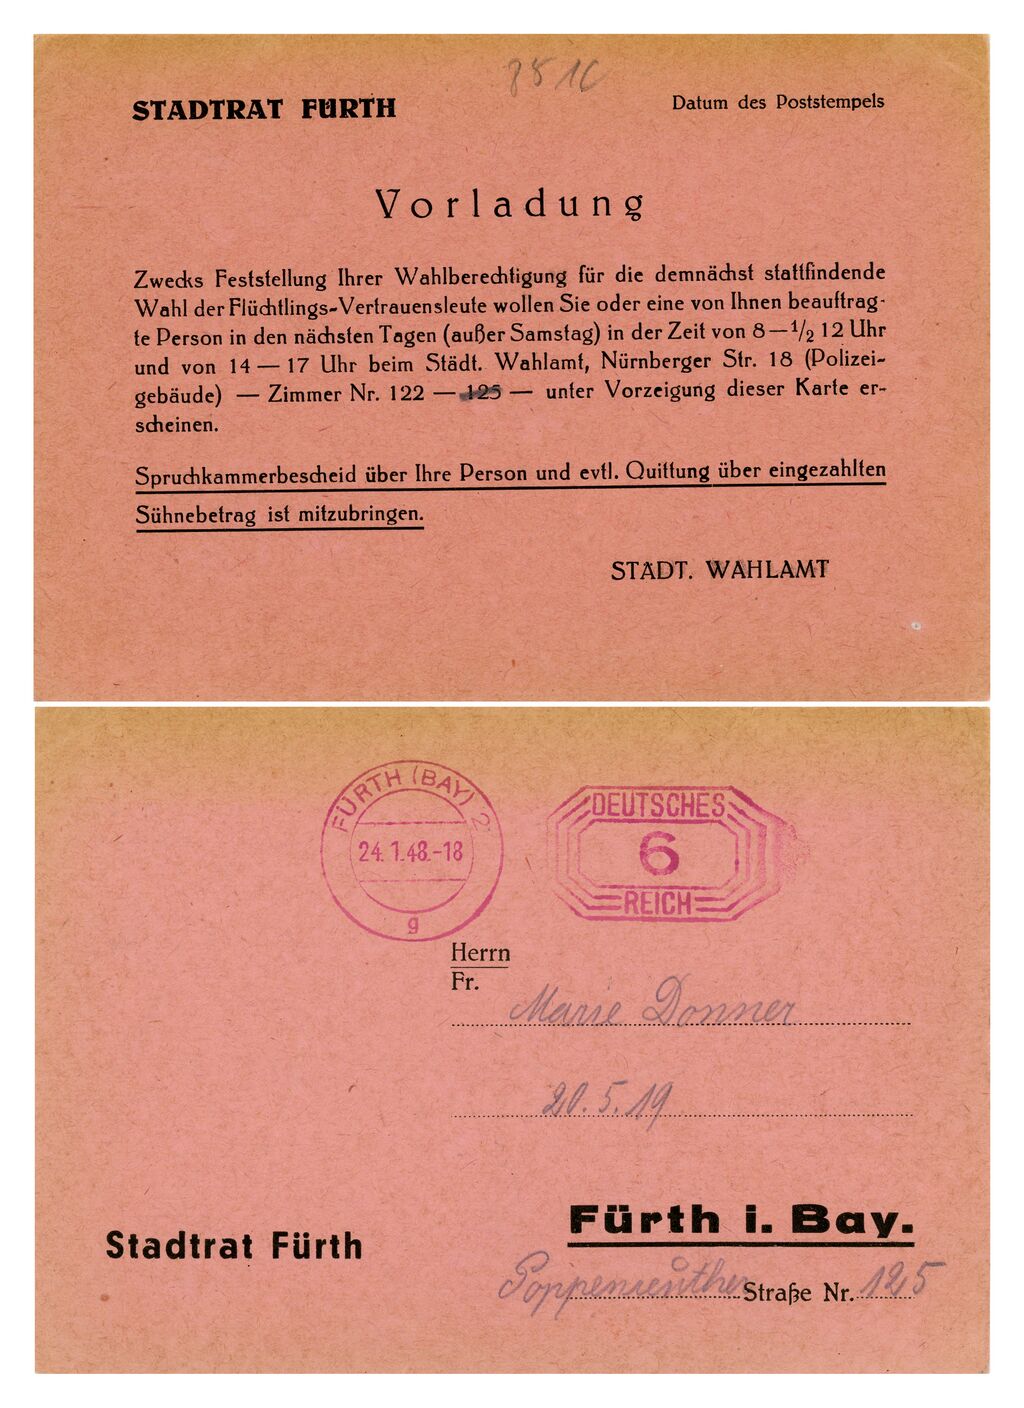 STADTRAT FÜRTH
Datum des Poststempels
Vorladung
Zwecks Feststellung Ihrer Wahlberechtigung für die demnächst stattfindende
Wahl der Flüchtlings-Vertrauensleute wollen Sie oder eine von Ihnen beauftrag-
te Person in den nächsten Tagen (außer Samstag) in der Zeit von 8—½ 12 Uhr
und von 14 — 17 Uhr beim Städt. Wahlamt, Nürnberger Str. 18 (Polizei-
gebäude) — Zimmer Nr. 122 — 125 — unter Vorzeigung dieser Karte er-
scheinen.
Spruchkammerbescheid über Ihre Person und evtl. Quittung über eingezahlten
Sühnebetrag ist mitzubringen.
STÄDT. WAHLAMT
FÜRTH (BAY) 2
24.1.48.-18
g
DEUTSCHES
6
REICH
Herrn
Fr.
Marie Donner
20.5.19
Stadtrat Fürth
Fürth i. Bay.
Poppenreuther Straße Nr. 125